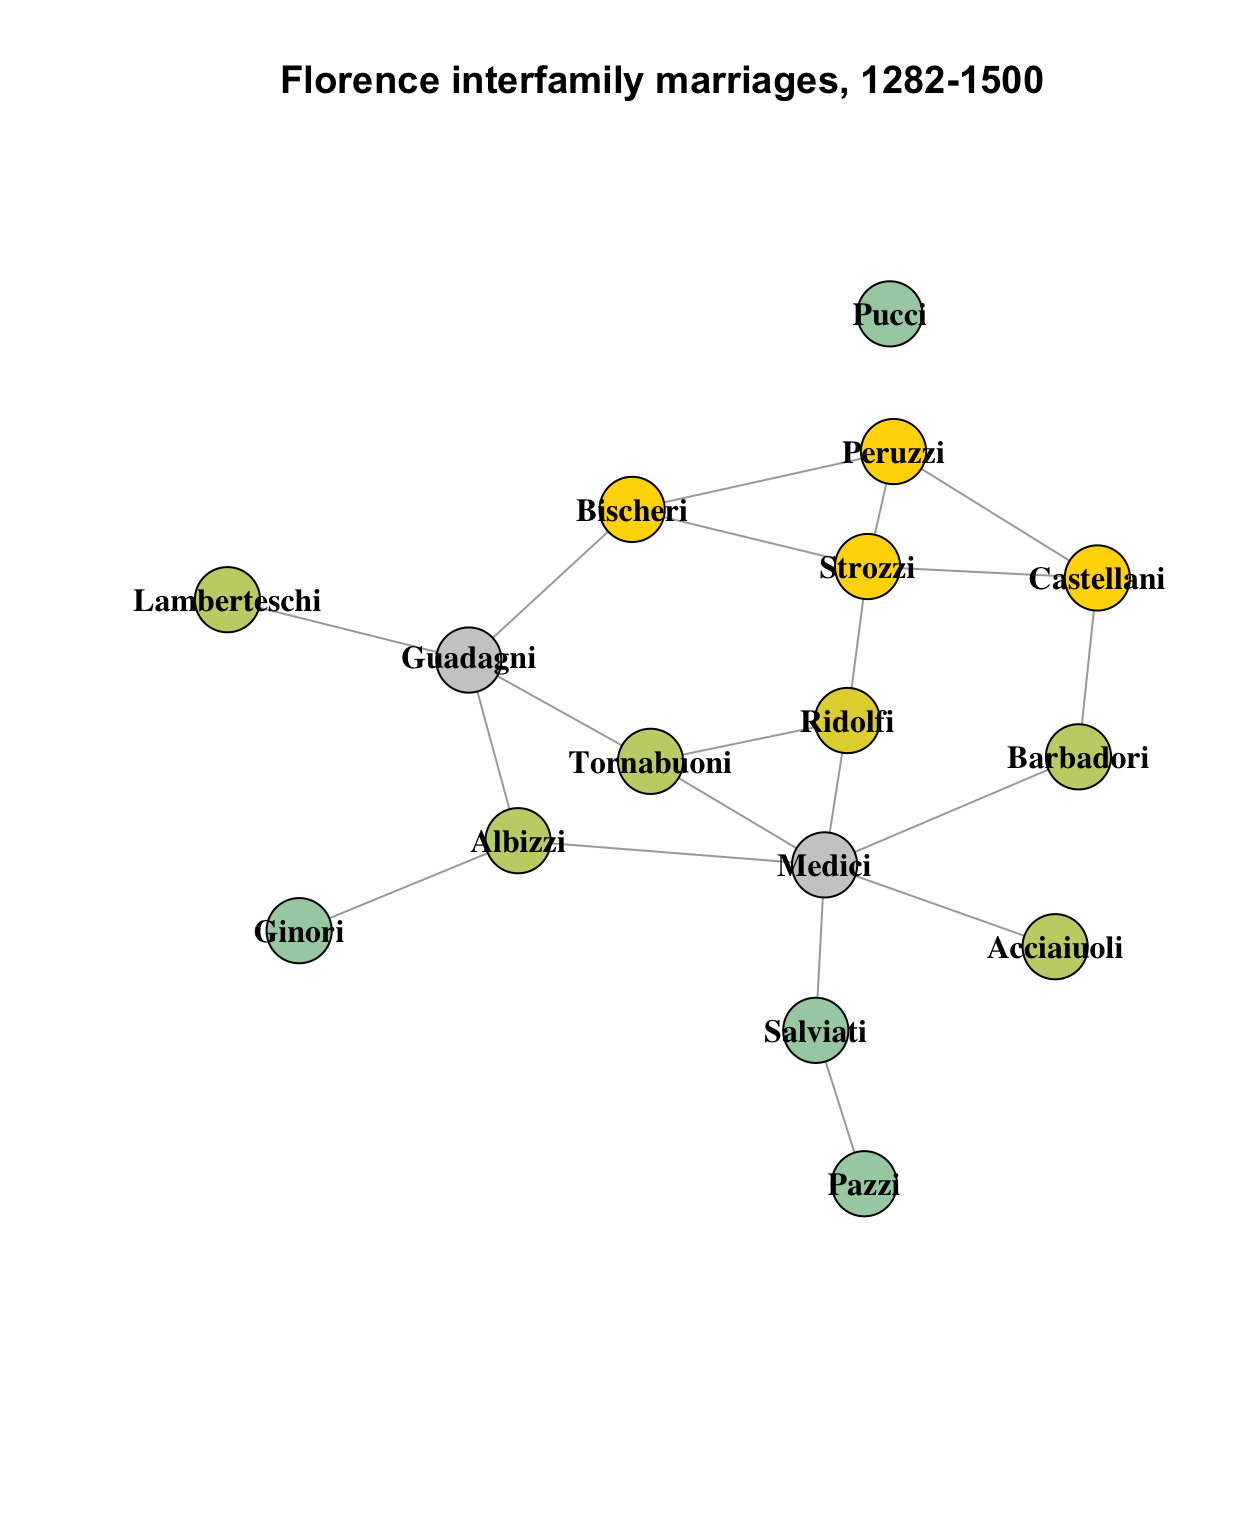 Florence interfamily marriages, 1282-1500
Pucci
Peruzzi
Bischeri
Strozzi
Castellani
Lamberteschi
Guadagni
Ridolfi
Tornabuoni
Barbadori
Albizzi
Medici
Ginori
Acciaiuoli
Salviati
Pazzi